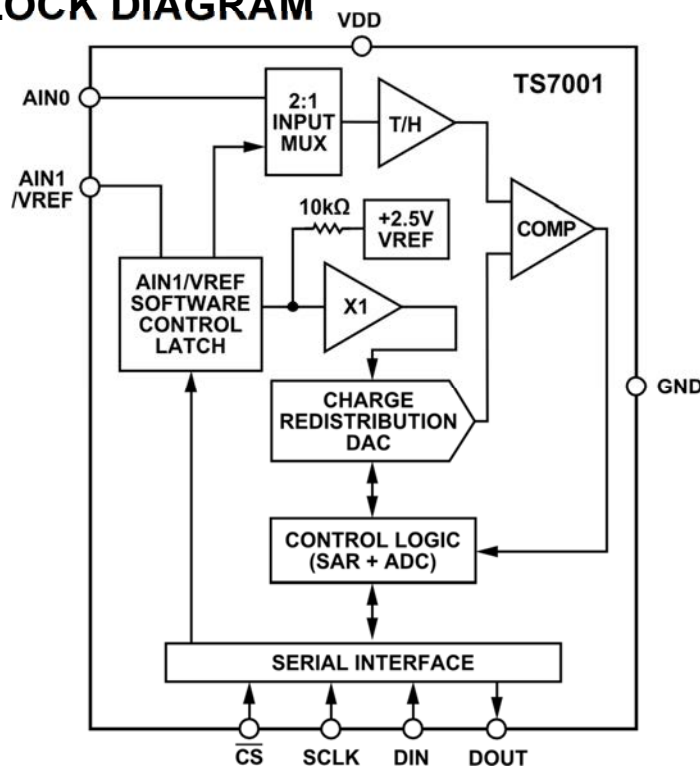 LOCK DIAGRAM
VDD
TS7001
AIN0
2:1
INPUT
MUX
T/H
AIN1
/VREF
10kΩ
+2.5V
VREF
COMP
AIN1/VREF
SOFTWARE
CONTROL
LATCH
X1
GND
CHARGE
REDISTRIBUTION
DAC
CONTROL LOGIC
(SAR + ADC)
SERIAL INTERFACE
C̅S̅ SCLK DIN DOUT